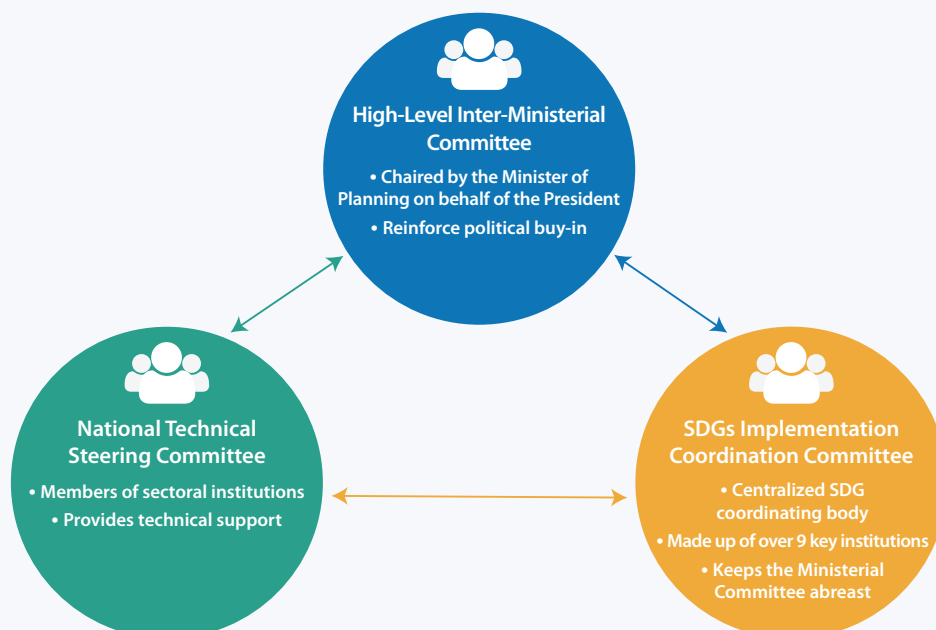 High-Level Inter-Ministerial
Committee
• Chaired by the Minister of
Planning on behalf of the President
• Reinforce political buy-in
National Technical
Steering Committee
• Members of sectoral institutions
• Provides technical support
SDGs Implementation
Coordination Committee
• Centralized SDG
coordinating body
• Made up of over 9 key institutions
• Keeps the Ministerial
Committee abreast